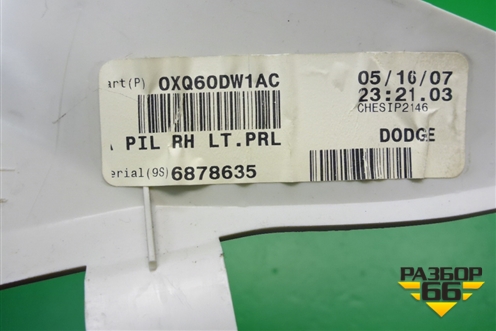 art(P) 0XQ60DW1AC
05/16/07
23:21.03
CHESIP2146
PIL RH LT.PRL
DODGE
erial(9S) 6878635
РАЗБОР
66